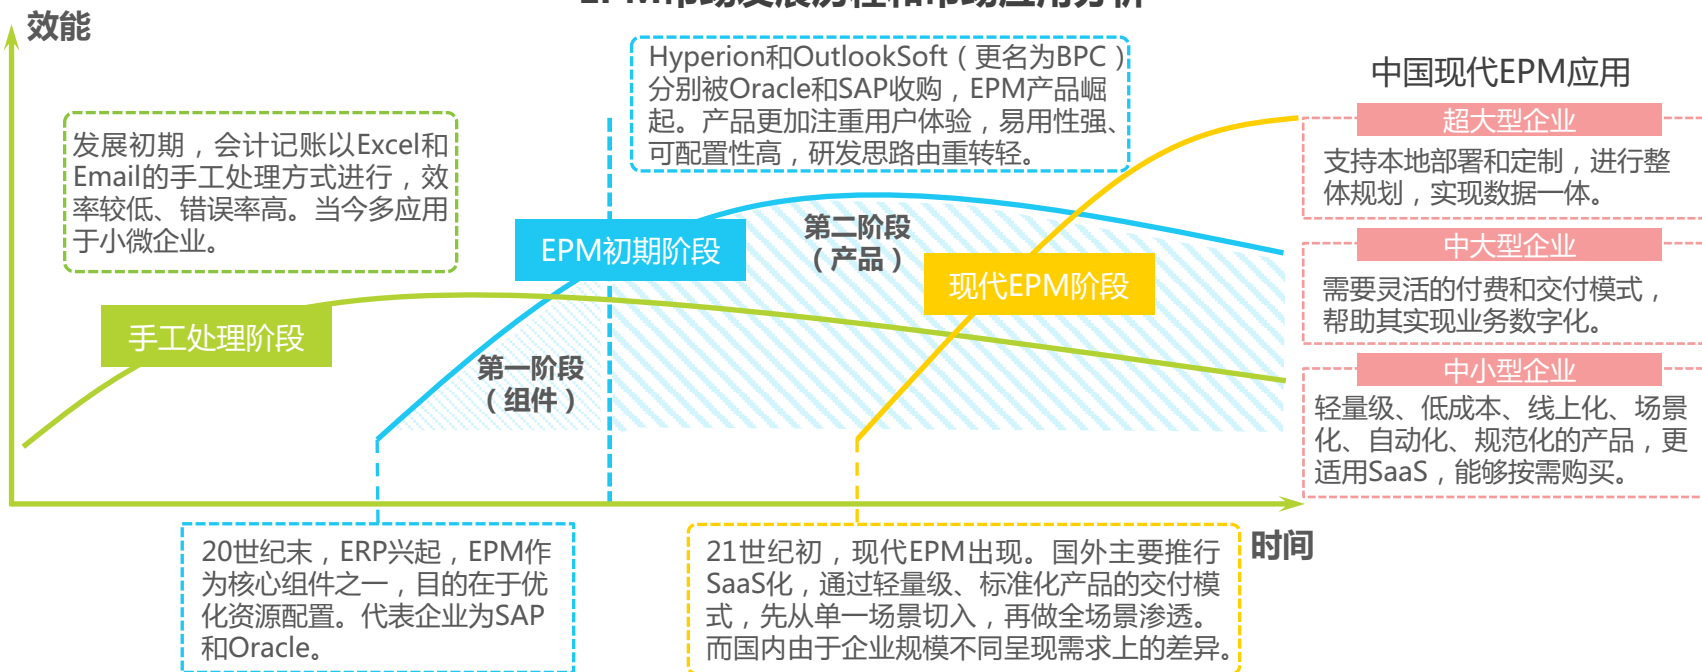 效能
发展初期，会计记账以Excel和
Email的手工处理方式进行，效
率较低、错误率高。当今多应用
于小微企业。
Hyperion和OutlookSoft（更名为BPC）
分别被Oracle和SAP收购，EPM产品崛
起。产品更加注重用户体验，易用性强、
可配置性高，研发思路由重转轻。
手工处理阶段
EPM初期阶段
第一阶段
（组件）
第二阶段
（产品）
现代EPM阶段
中国现代EPM应用
超大型企业
支持本地部署和定制，进行整
体规划，实现数据一体。
中大型企业
需要灵活的付费和交付模式，
帮助其实现业务数字化。
中小型企业
轻量级、低成本、线上化、场景
化、自动化、规范化的产品，更
适用SaaS，能够按需购买。
20世纪末，ERP兴起，EPM作
为核心组件之一，目的在于优
化资源配置。代表企业为SAP
和Oracle。
21世纪初，现代EPM出现。国外主要推行
SaaS化，通过轻量级、标准化产品的交付模
式，先从单一场景切入，再做全场景渗透。
而国内由于企业规模不同呈现需求上的差异。
时间